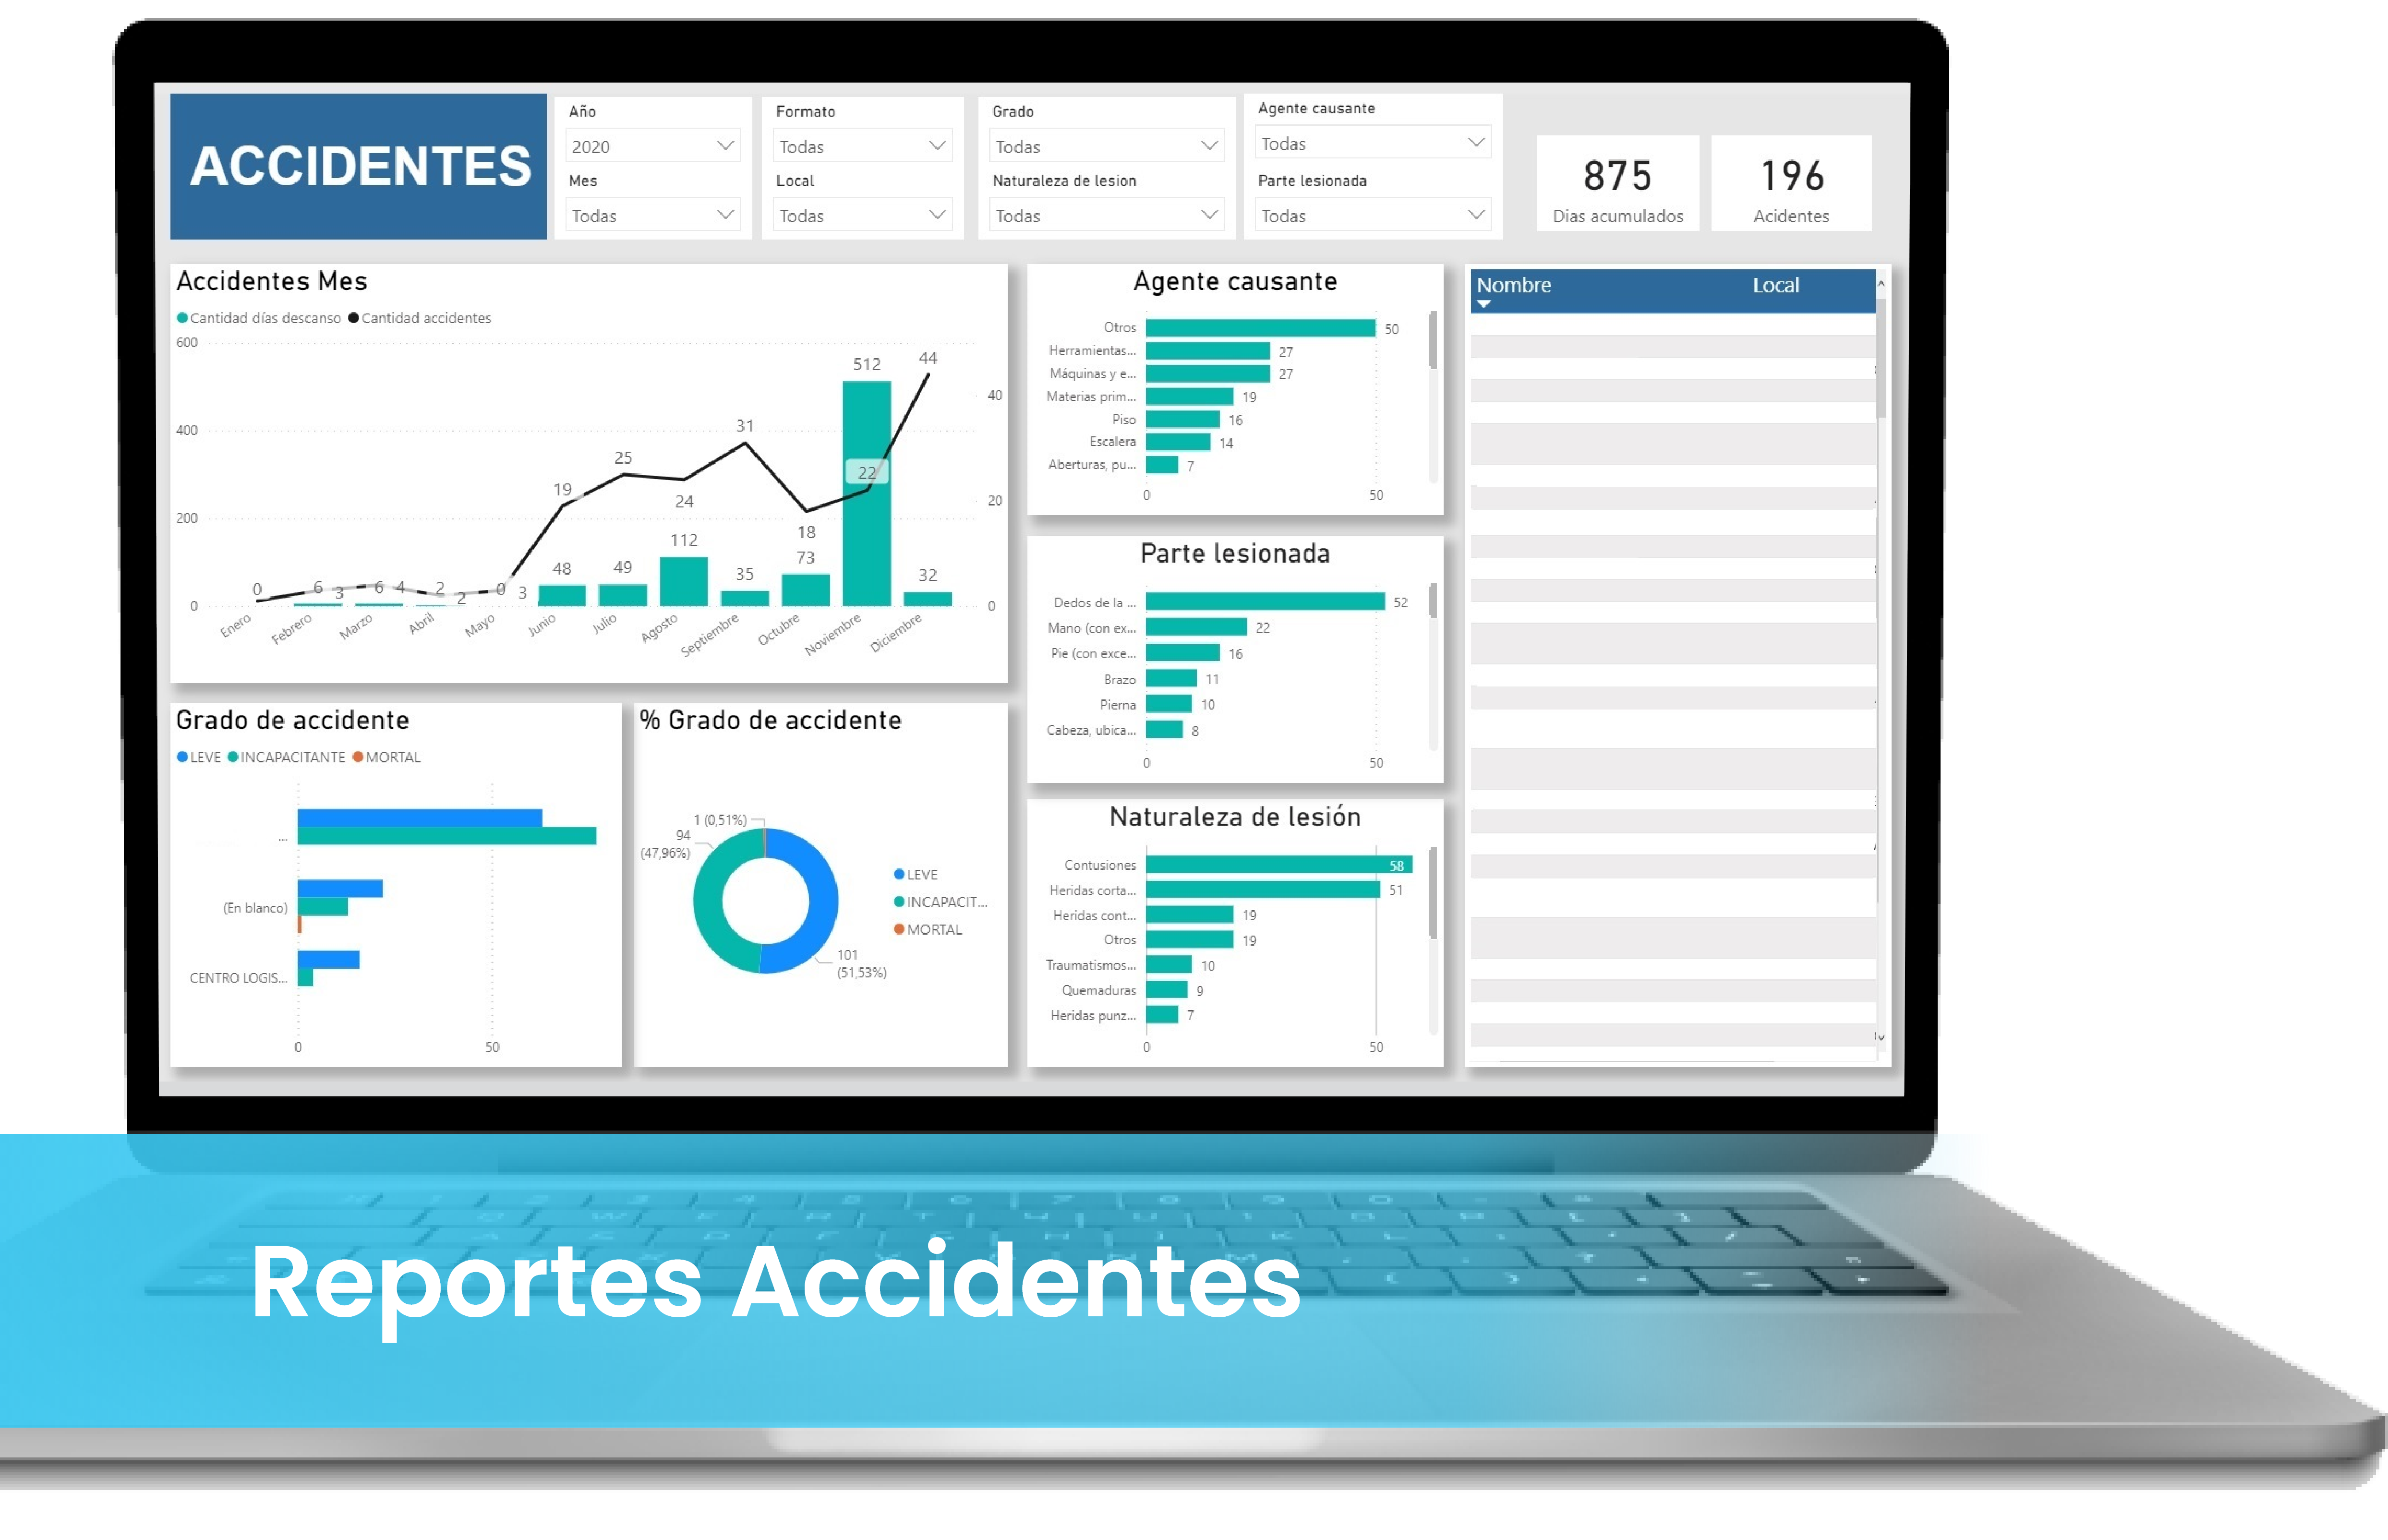 ACCIDENTES
Año
2020
Mes
Todas
Formato
Todas
Local
Todas
Grado
Todas
Naturaleza de lesion
Todas
Agente causante
Todas
Parte lesionada
Todas
875
Dias acumulados
196
Acidentes
Accidentes Mes
Cantidad días descanso Cantidad accidentes
600
400
200
0
40
20
0
0
6 3
6 4
2 2
0 3
19
25
24
31
18
22
44
48
49
112
35
73
512
32
Enero Febrero Marzo Abril Mayo Junio Julio Agosto Septiembre Octubre Noviembre Diciembre
Agente causante
Otros 50
Herramientas... 27
Máquinas y e... 27
Materias prim... 19
Piso 16
Escalera 14
Aberturas, pu... 7
0 50
Parte lesionada
Dedos de la ... 52
Mano (con ex... 22
Pie (con exce... 16
Brazo 11
Pierna 10
Cabeza, ubica... 8
0 50
Naturaleza de lesión
Contusiones 58
Heridas corta... 51
Heridas cont... 19
Otros 19
Traumatismos... 10
Quemaduras 9
Heridas punz... 7
0 50
Nombre Local
Grado de accidente
LEVE INCAPACITANTE MORTAL
...
(En blanco)
CENTRO LOGIS...
0 50
% Grado de accidente
1 (0,51%)
94
(47,96%)
101
(51,53%)
LEVE
INCAPACIT...
MORTAL
Reportes Accidentes